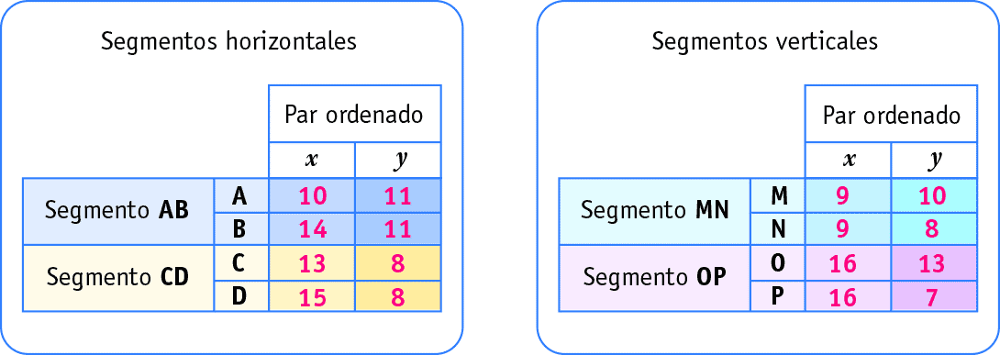 Segmentos horizontales
Par ordenado
x y
Segmento AB
A 10 11
B 14 11
Segmento CD
C 13 8
D 15 8
Segmentos verticales
Par ordenado
x y
Segmento MN
M 9 10
N 9 8
Segmento OP
O 16 13
P 16 7